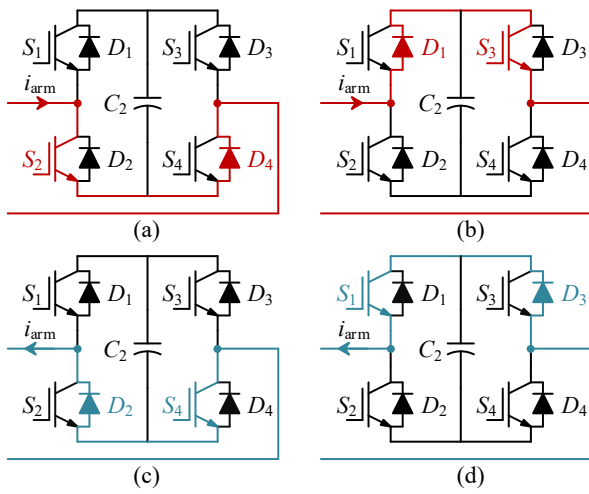 S1 D1 S3 D3
iarm
C2
S2 D2 S4 D4
(a)
S1 D1 S3 D3
iarm
C2
S2 D2 S4 D4
(b)
S1 D1 S3 D3
iarm
C2
S2 D2 S4 D4
(c)
S1 D1 S3 D3
iarm
C2
S2 D2 S4 D4
(d)